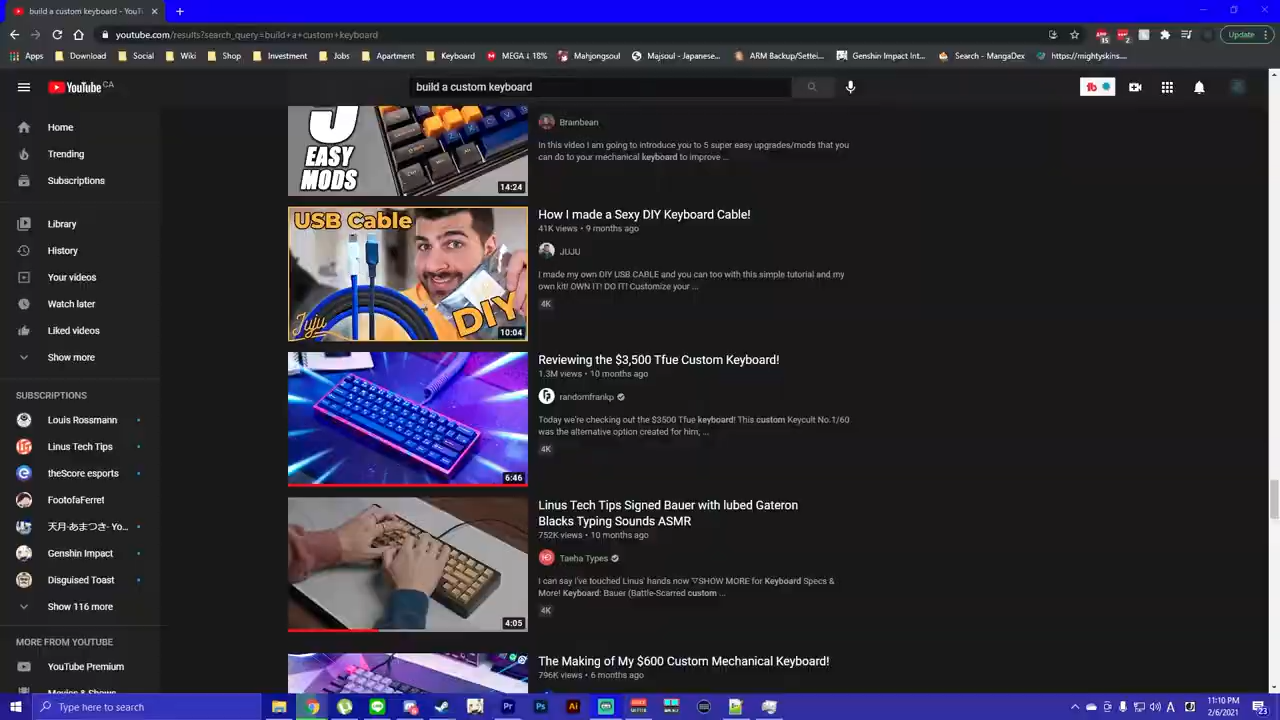 build a custom keyboard - YouT
youtube.com/results?search_query=build+a+custom+keyboard
Update
Apps
Download
Social
Wiki
Shop
Investment
Jobs
Apartment
Keyboard
MEGA ⇓ 18%
Mahjongsoul
Majsoul - Japanese...
ARM Backup/Settei...
Genshin Impact Int...
Search - MangaDex
https://mightyskins...
YouTube CA
build a custom keyboard
Home
Trending
Subscriptions
Library
History
Your videos
Watch later
Liked videos
Show more
SUBSCRIPTIONS
Louis Rossmann
Linus Tech Tips
theScore esports
FootofaFerret
天月-あまつき- Yo...
Genshin Impact
Disguised Toast
Show 116 more
MORE FROM YOUTUBE
YouTube Premium
Movies & Shows
EASY
MODS
14:24
Brainbean
In this video I am going to introduce you to 5 super easy upgrades/mods that you
can do to your mechanical keyboard to improve ...
USB Cable
DIY
Juju
10:04
How I made a Sexy DIY Keyboard Cable!
41K views • 9 months ago
JUJU
I made my own DIY USB CABLE and you can too with this simple tutorial and my
own kit! OWN IT! DO IT! Customize your ...
4K
6:46
Reviewing the $3,500 Tfue Custom Keyboard!
1.3M views • 10 months ago
randomfrankp
Today we're checking out the $3500 Tfue keyboard! This custom Keycult No.1/60
was the alternative option created for him, ...
4K
4:05
Linus Tech Tips Signed Bauer with lubed Gateron
Blacks Typing Sounds ASMR
752K views • 10 months ago
Taeha Types
I can say I've touched Linus' hands now ▽SHOW MORE for Keyboard Specs &
More! Keyboard: Bauer (Battle-Scarred custom ...
4K
The Making of My $600 Custom Mechanical Keyboard!
796K views • 6 months ago
Type here to search
11:10 PM
2/6/2021